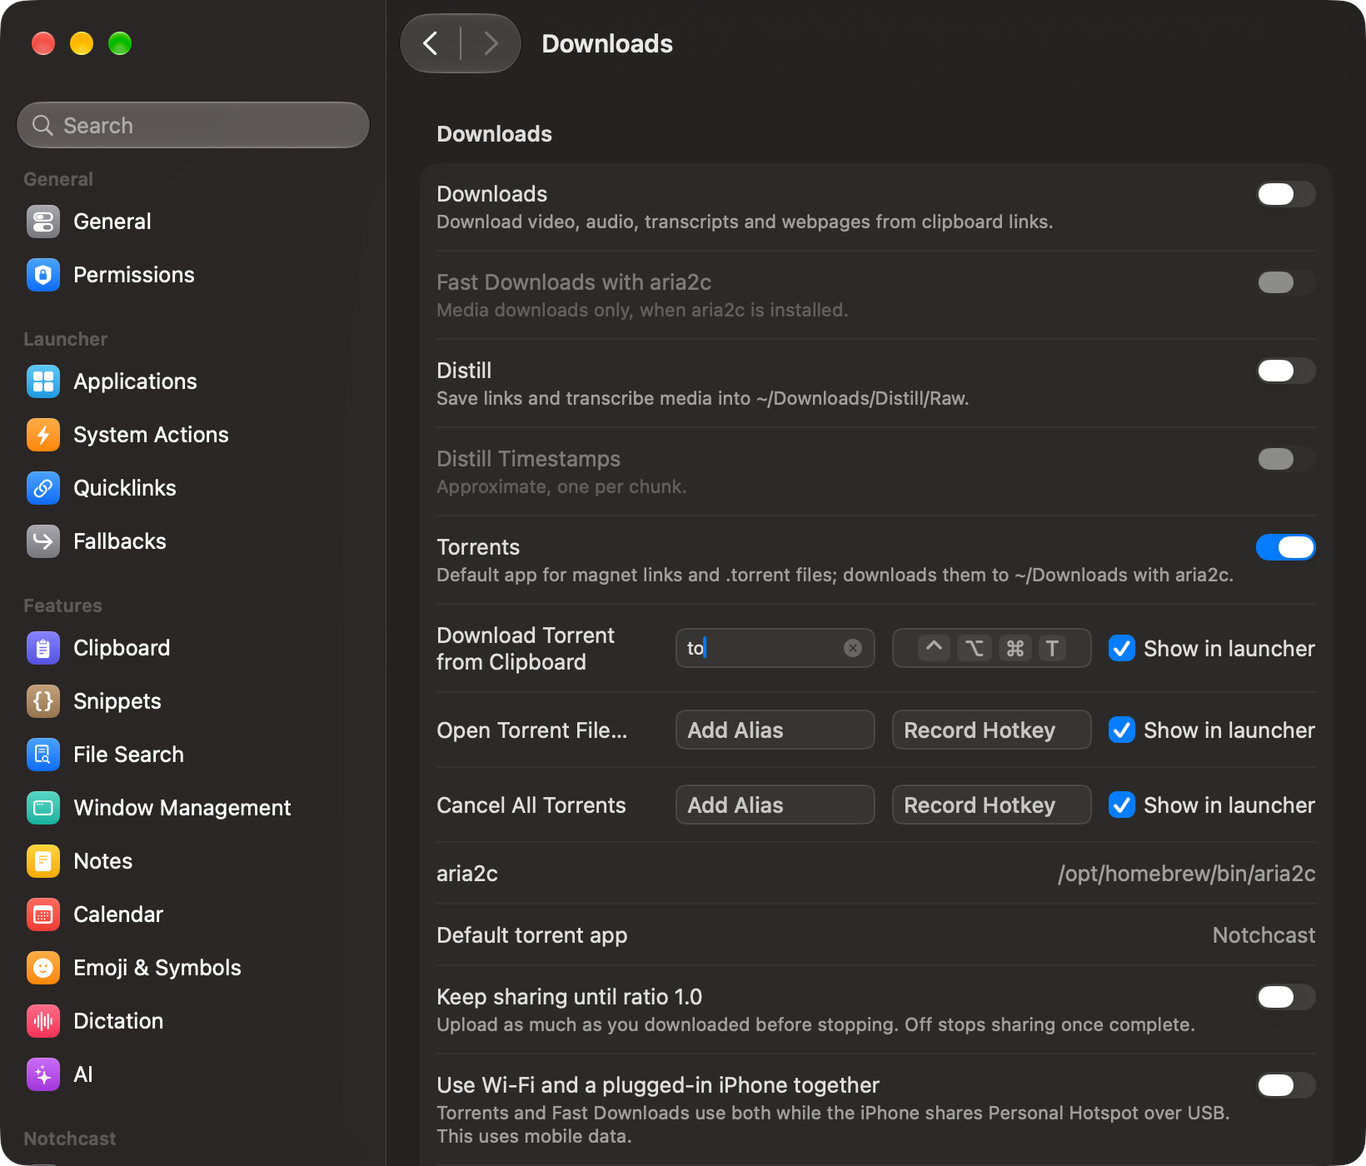 Downloads
Search
General
General
Permissions
Launcher
Applications
System Actions
Quicklinks
Fallbacks
Features
Clipboard
Snippets
File Search
Window Management
Notes
Calendar
Emoji & Symbols
Dictation
AI
Notchcast
Downloads
Downloads
Download video, audio, transcripts and webpages from clipboard links.
Fast Downloads with aria2c
Media downloads only, when aria2c is installed.
Distill
Save links and transcribe media into ~/Downloads/Distill/Raw.
Distill Timestamps
Approximate, one per chunk.
Torrents
Default app for magnet links and .torrent files; downloads them to ~/Downloads with aria2c.
Download Torrent
from Clipboard
to
^ ⌥ ⌘ T
Show in launcher
Open Torrent File...
Add Alias
Record Hotkey
Show in launcher
Cancel All Torrents
Add Alias
Record Hotkey
Show in launcher
aria2c
/opt/homebrew/bin/aria2c
Default torrent app
Notchcast
Keep sharing until ratio 1.0
Upload as much as you downloaded before stopping. Off stops sharing once complete.
Use Wi-Fi and a plugged-in iPhone together
Torrents and Fast Downloads use both while the iPhone shares Personal Hotspot over USB.
This uses mobile data.